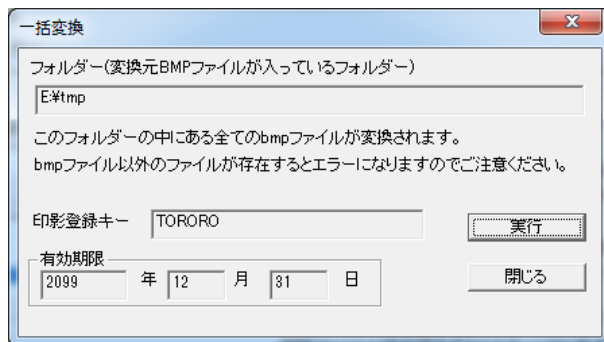 一括変換
フォルダー(変換元BMPファイルが入っているフォルダー)
E:¥tmp
このフォルダーの中にある全てのbmpファイルが変換されます。
bmpファイル以外のファイルが存在するとエラーになりますのでご注意ください。
印影登録キー TORORO 実行
有効期限
2099 年 12 月 31 日 閉じる